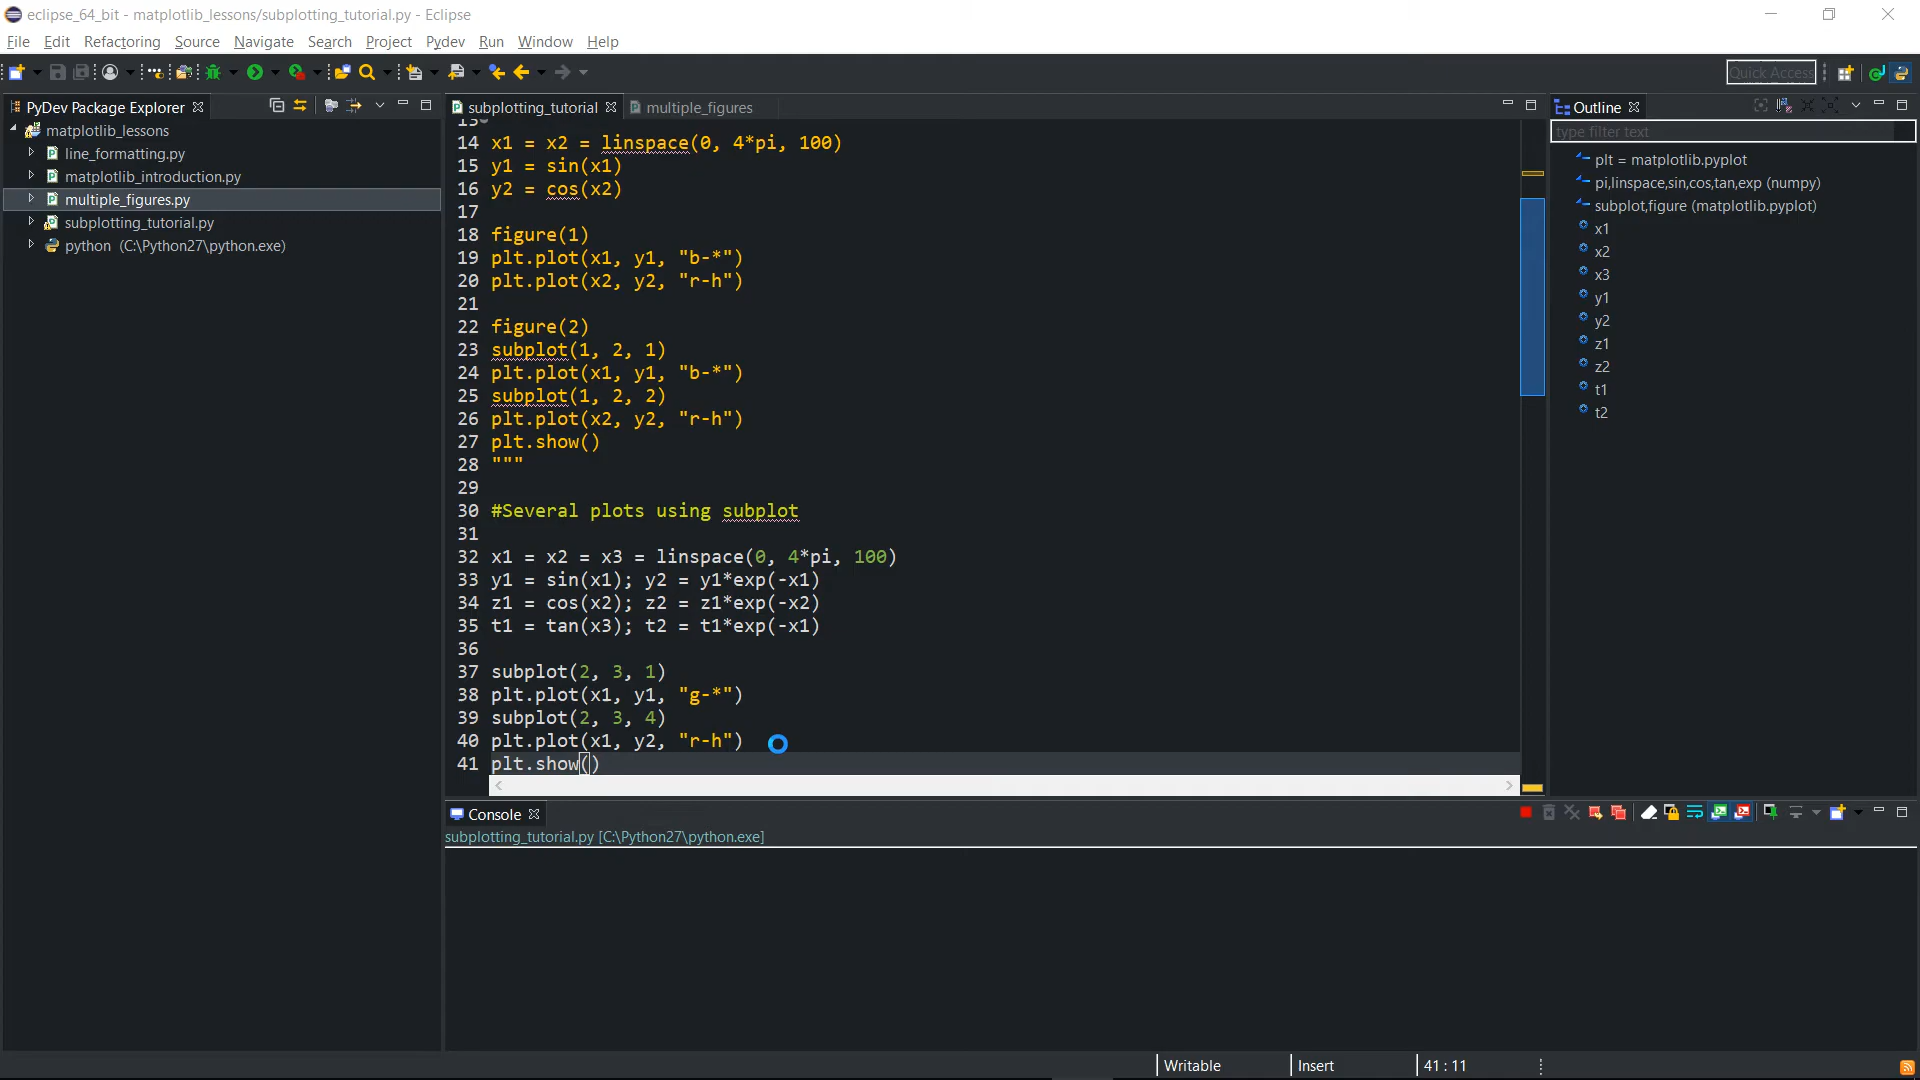 eclipse_64_bit - matplotlib_lessons/subplotting_tutorial.py - Eclipse
File Edit Refactoring Source Navigate Search Project Pydev Run Window Help
Quick Access
PyDev Package Explorer
matplotlib_lessons
line_formatting.py
matplotlib_introduction.py
multiple_figures.py
subplotting_tutorial.py
python (C:\Python27\python.exe)
subplotting_tutorial multiple_figures
13
14 x1 = x2 = linspace(0, 4*pi, 100)
15 y1 = sin(x1)
16 y2 = cos(x2)
17
18 figure(1)
19 plt.plot(x1, y1, "b-*")
20 plt.plot(x2, y2, "r-h")
21
22 figure(2)
23 subplot(1, 2, 1)
24 plt.plot(x1, y1, "b-*")
25 subplot(1, 2, 2)
26 plt.plot(x2, y2, "r-h")
27 plt.show()
28 """
29
30 #Several plots using subplot
31
32 x1 = x2 = x3 = linspace(0, 4*pi, 100)
33 y1 = sin(x1); y2 = y1*exp(-x1)
34 z1 = cos(x2); z2 = z1*exp(-x2)
35 t1 = tan(x3); t2 = t1*exp(-x1)
36
37 subplot(2, 3, 1)
38 plt.plot(x1, y1, "g-*")
39 subplot(2, 3, 4)
40 plt.plot(x1, y2, "r-h")
41 plt.show()
Outline
type filter text
plt = matplotlib.pyplot
pi,linspace,sin,cos,tan,exp (numpy)
subplot,figure (matplotlib.pyplot)
x1
x2
x3
y1
y2
z1
z2
t1
t2
Console
subplotting_tutorial.py [C:\Python27\python.exe]
Writable Insert 41 : 11